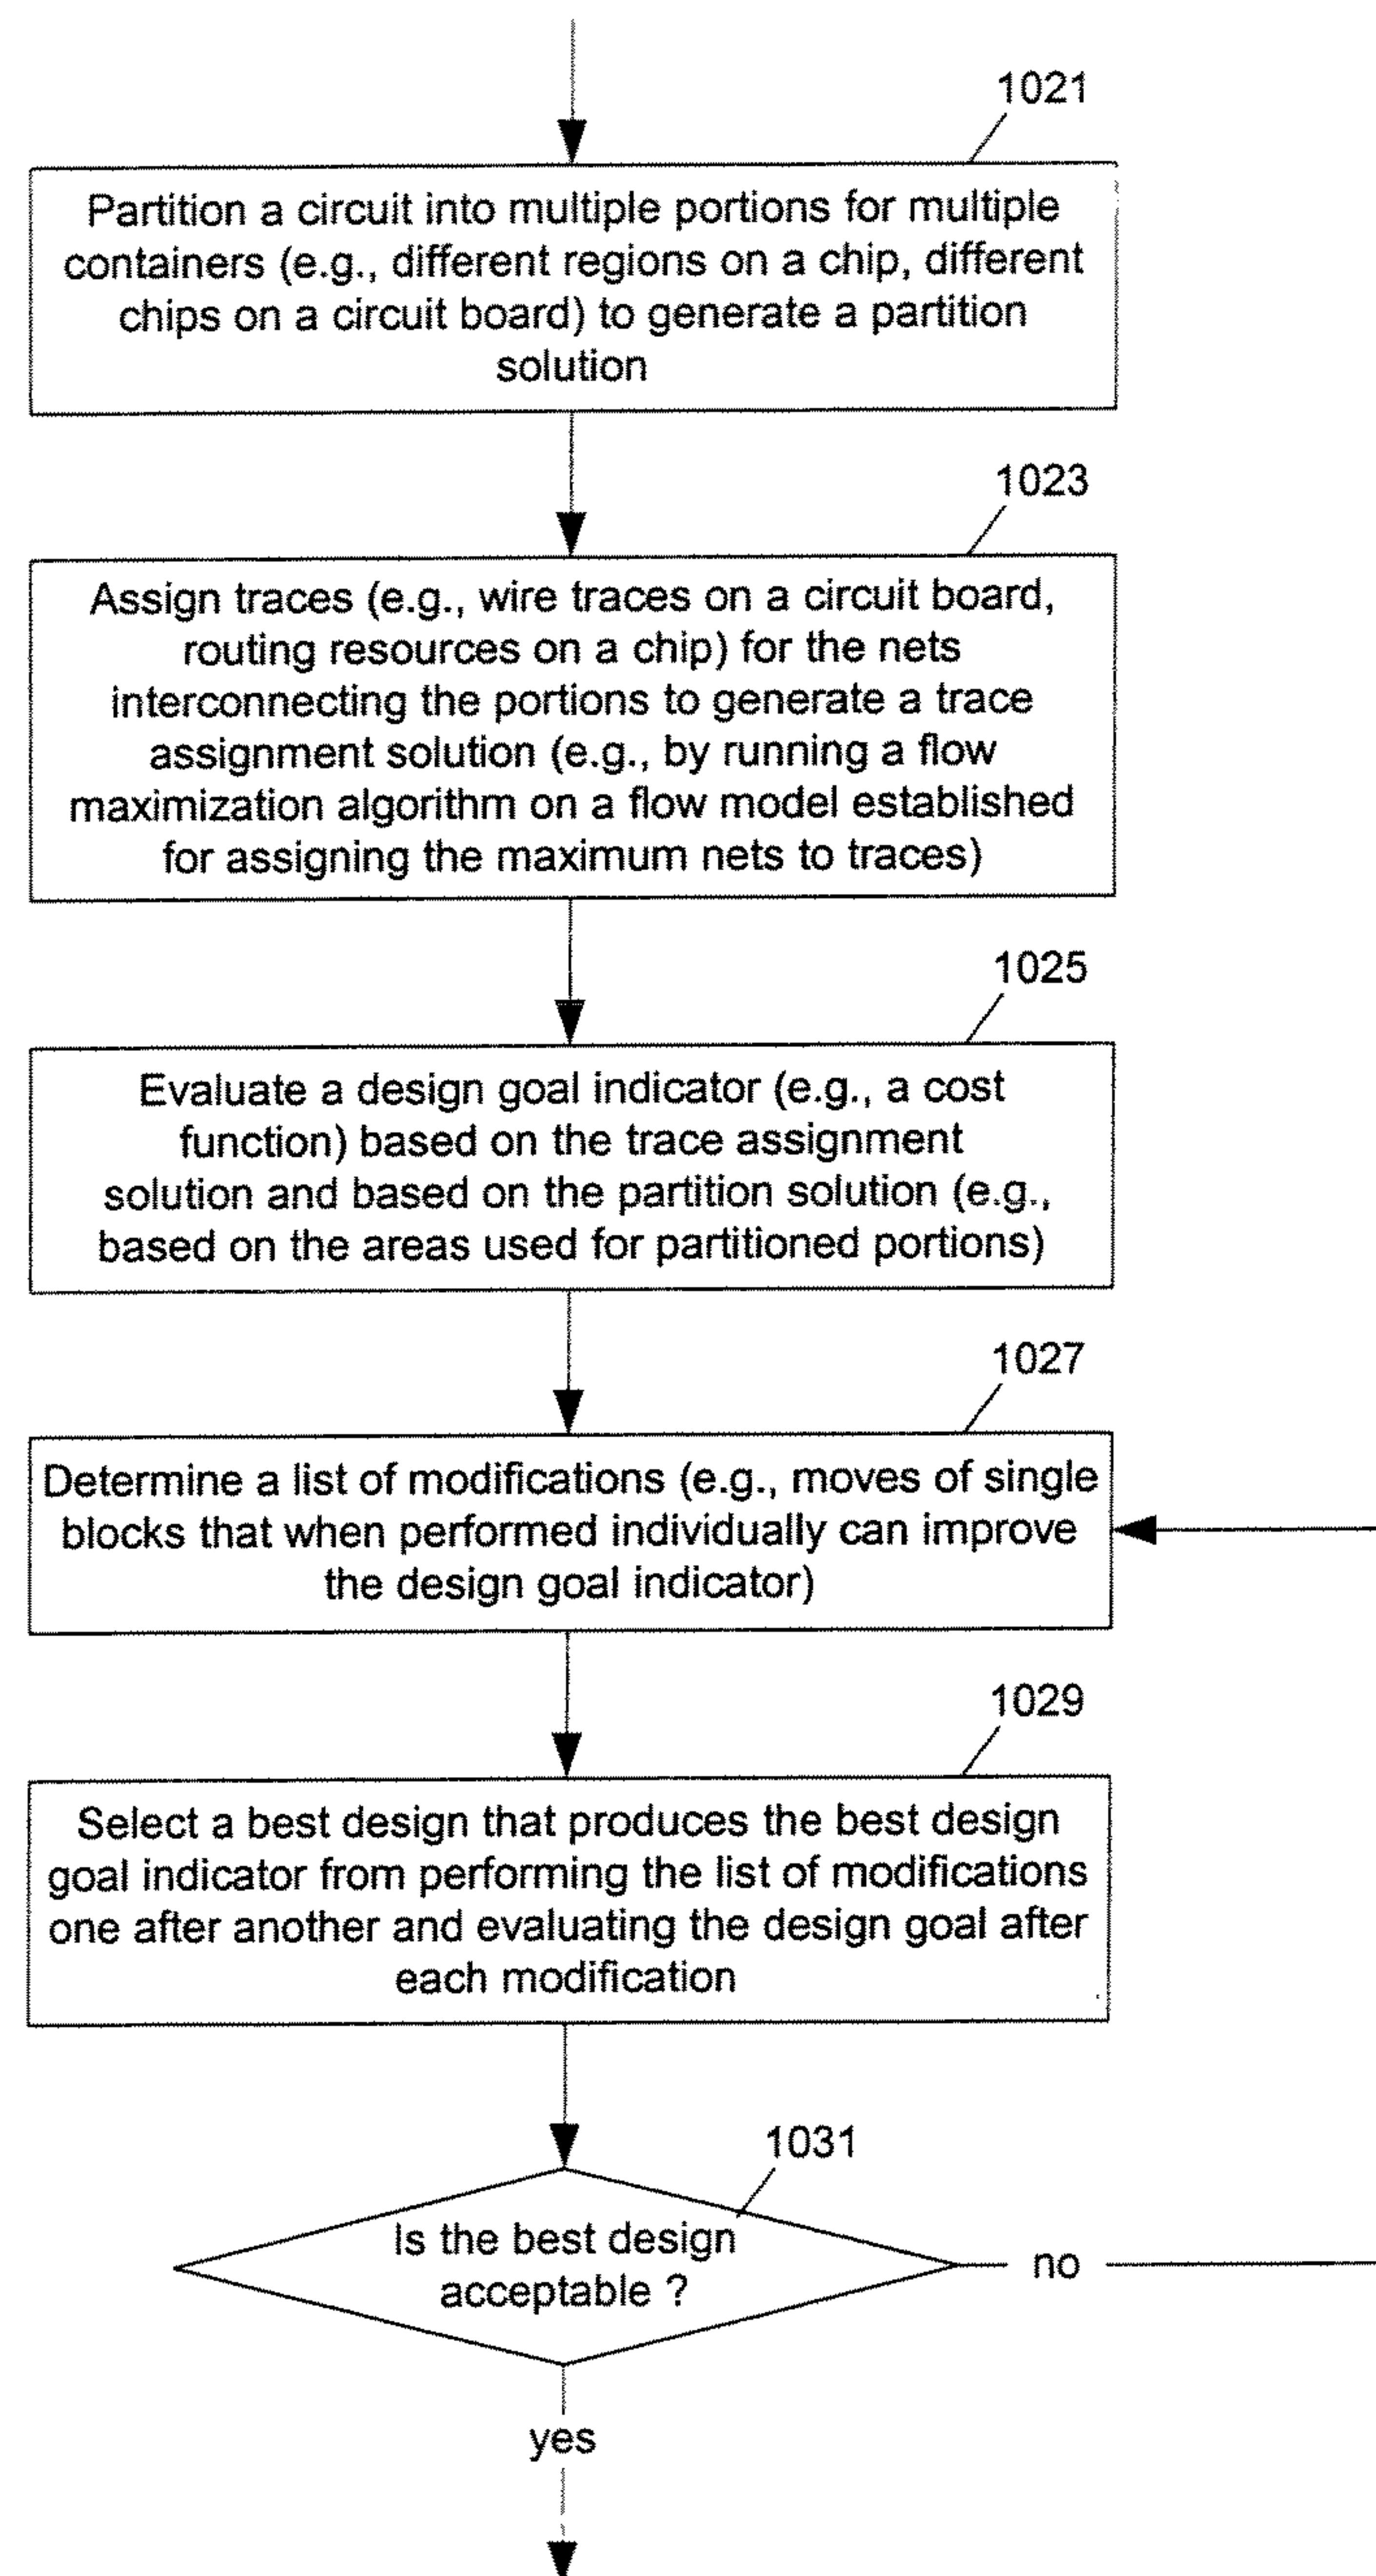 1021
Partition a circuit into multiple portions for multiple
containers (e.g., different regions on a chip, different
chips on a circuit board) to generate a partition
solution
1023
Assign traces (e.g., wire traces on a circuit board,
routing resources on a chip) for the nets
interconnecting the portions to generate a trace
assignment solution (e.g., by running a flow
maximization algorithm on a flow model established
for assigning the maximum nets to traces)
1025
Evaluate a design goal indicator (e.g., a cost
function) based on the trace assignment
solution and based on the partition solution (e.g.,
based on the areas used for partitioned portions)
1027
Determine a list of modifications (e.g., moves of single
blocks that when performed individually can improve
the design goal indicator)
1029
Select a best design that produces the best design
goal indicator from performing the list of modifications
one after another and evaluating the design goal after
each modification
1031
Is the best design
acceptable ?
no
yes